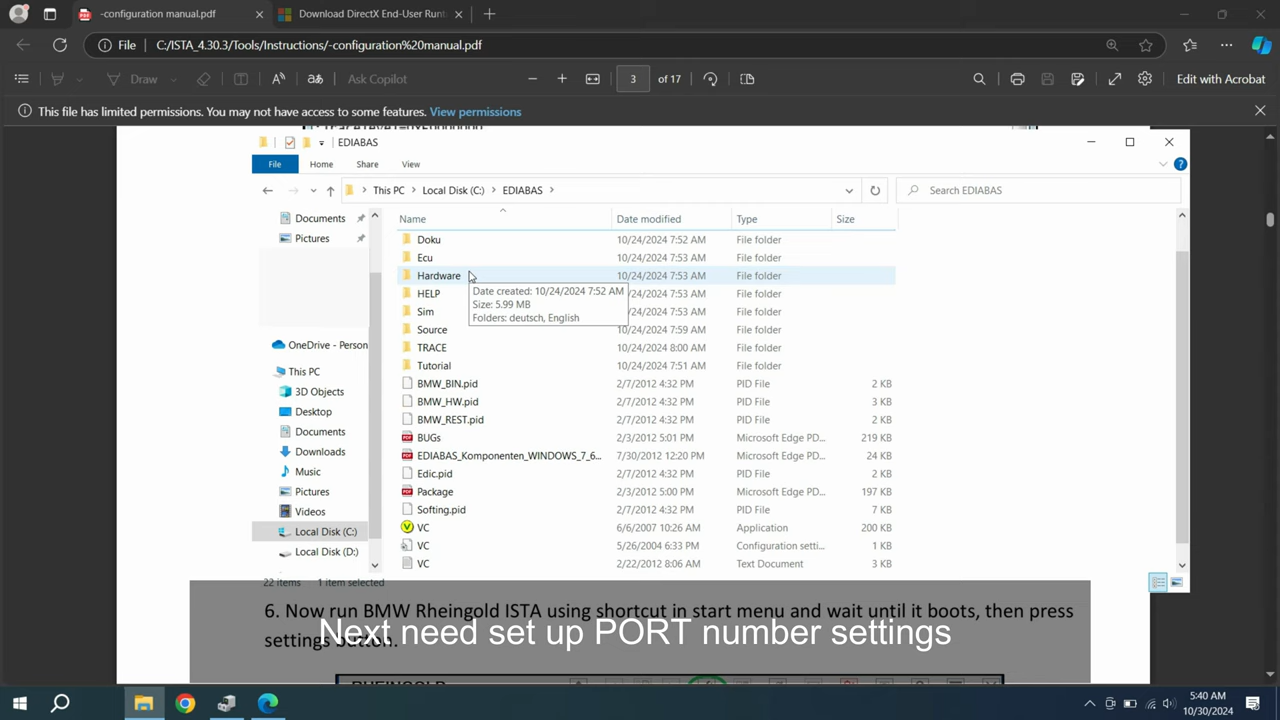 -configuration manual.pdf
Download DirectX End-User Runt
File C:/ISTA_4.30.3/Tools/Instructions/-configuration%20manual.pdf
Draw Ask Copilot 3 of 17 Edit with Acrobat
This file has limited permissions. You may not have access to some features. View permissions
EDIABAS
File Home Share View
This PC Local Disk (C:) EDIABAS Search EDIABAS
Name Date modified Type Size
Documents
Pictures
OneDrive - Person
This PC
3D Objects
Desktop
Documents
Downloads
Music
Pictures
Videos
Local Disk (C:)
Local Disk (D:)
Doku 10/24/2024 7:52 AM File folder
Ecu 10/24/2024 7:53 AM File folder
Hardware 10/24/2024 7:53 AM File folder
HELP 10/24/2024 7:53 AM File folder
Sim 10/24/2024 7:53 AM File folder
Source 10/24/2024 7:59 AM File folder
TRACE 10/24/2024 8:00 AM File folder
Tutorial 10/24/2024 7:51 AM File folder
BMW_BIN.pid 2/7/2012 4:32 PM PID File 2 KB
BMW_HW.pid 2/7/2012 4:32 PM PID File 3 KB
BMW_REST.pid 2/7/2012 4:32 PM PID File 2 KB
BUGs 2/3/2012 5:01 PM Microsoft Edge PD... 219 KB
EDIABAS_Komponenten_WINDOWS_7_6... 7/30/2012 12:20 PM Microsoft Edge PD... 24 KB
Edic.pid 2/7/2012 4:32 PM PID File 2 KB
Package 2/3/2012 5:00 PM Microsoft Edge PD... 197 KB
Softing.pid 2/7/2012 4:32 PM PID File 7 KB
VC 6/6/2007 10:26 AM Application 200 KB
VC 5/26/2004 6:33 PM Configuration setti... 1 KB
VC 2/22/2012 8:06 AM Text Document 3 KB
Date created: 10/24/2024 7:52 AM
Size: 5.99 MB
Folders: deutsch, English
22 items 1 item selected
6. Now run BMW Rheingold ISTA using shortcut in start menu and wait until it boots, then press
settings button.
Next need set up PORT number settings
RHEINGOLD
5:40 AM
10/30/2024